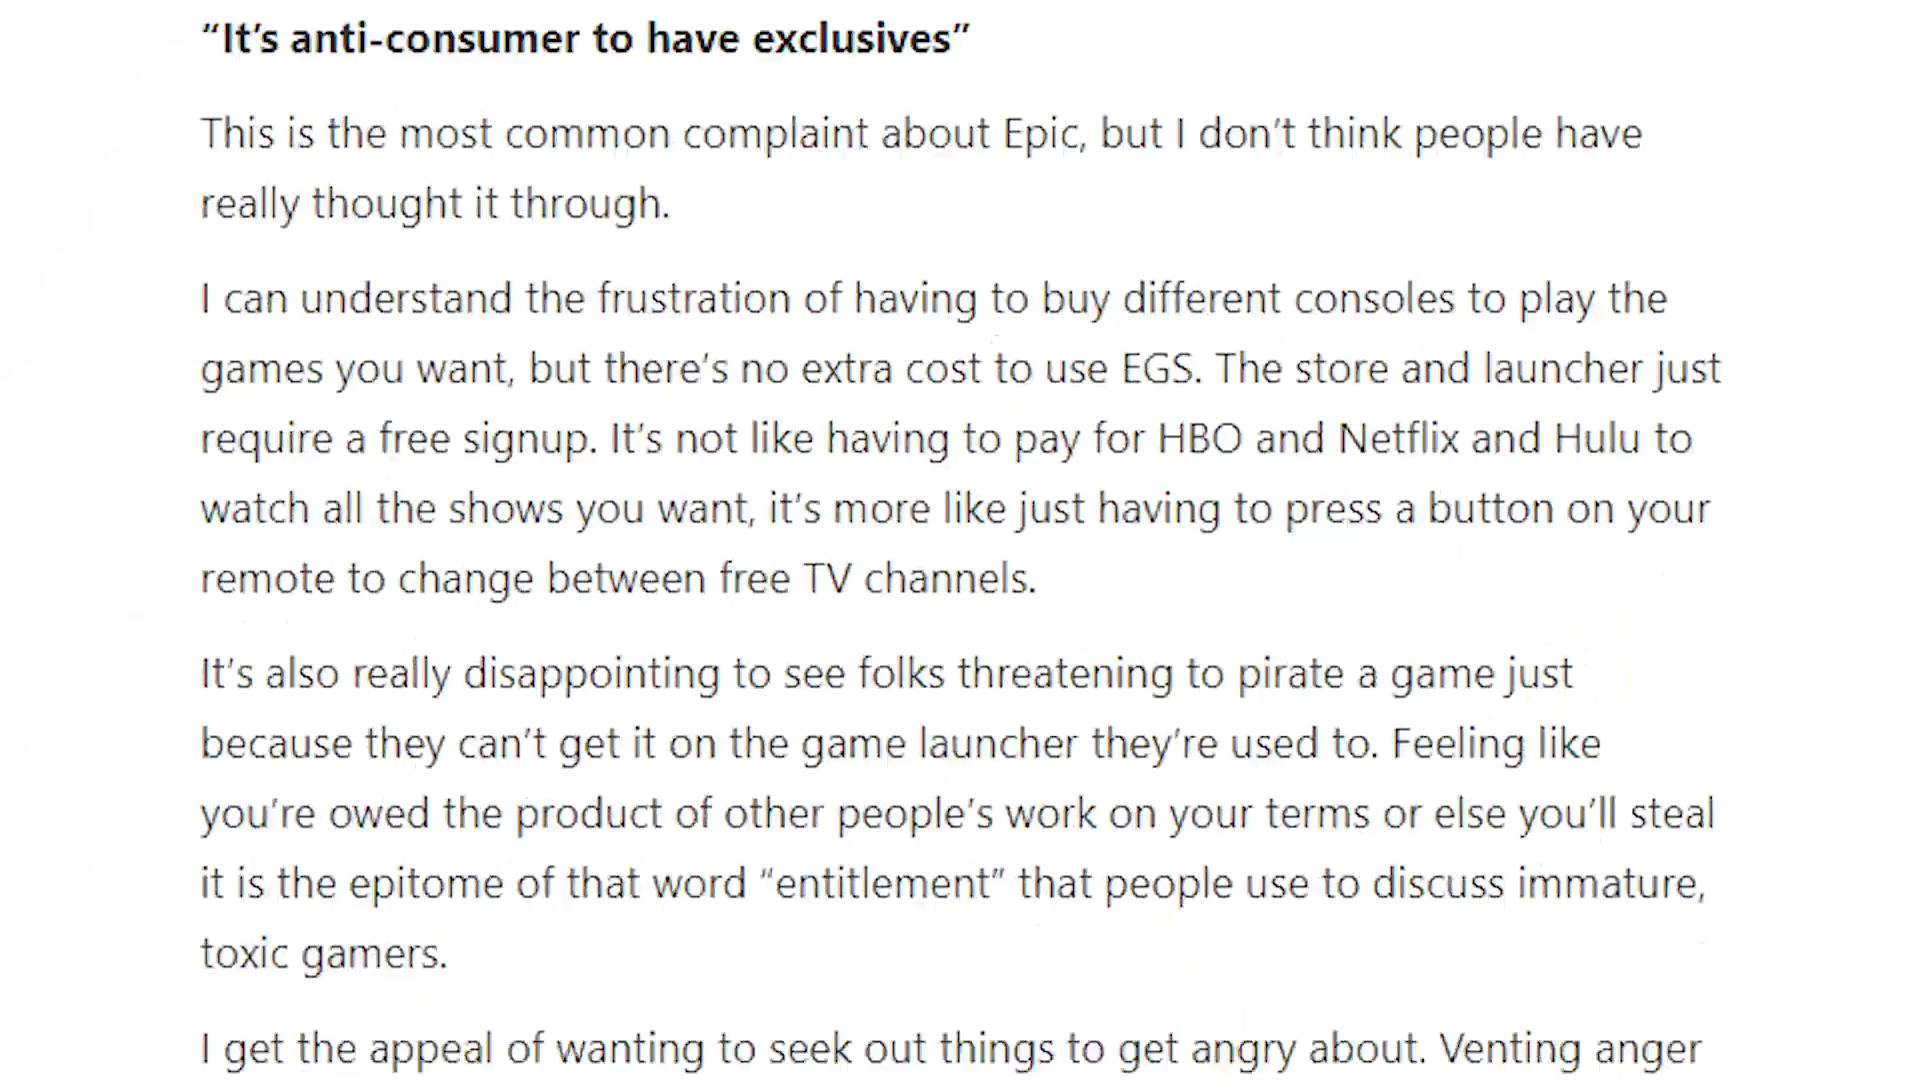 “It’s anti-consumer to have exclusives”
This is the most common complaint about Epic, but I don’t think people have
really thought it through.
I can understand the frustration of having to buy different consoles to play the
games you want, but there’s no extra cost to use EGS. The store and launcher just
require a free signup. It’s not like having to pay for HBO and Netflix and Hulu to
watch all the shows you want, it’s more like just having to press a button on your
remote to change between free TV channels.
It’s also really disappointing to see folks threatening to pirate a game just
because they can’t get it on the game launcher they’re used to. Feeling like
you’re owed the product of other people’s work on your terms or else you’ll steal
it is the epitome of that word “entitlement” that people use to discuss immature,
toxic gamers.
I get the appeal of wanting to seek out things to get angry about. Venting anger